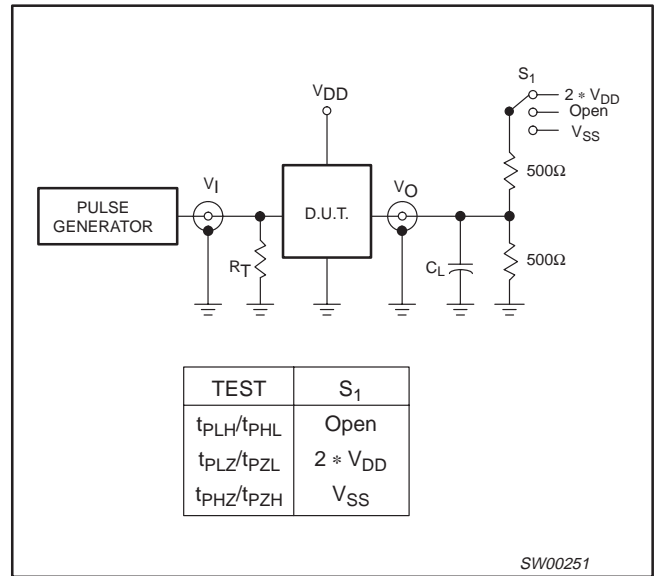 S1
2 * VDD
Open
VSS
VDD
500Ω
VI
VO
PULSE
GENERATOR
D.U.T.
RT
CL
500Ω
TEST S1
tPLH/tPHL Open
tPLZ/tPZL 2 * VDD
tPHZ/tPZH VSS
SW00251